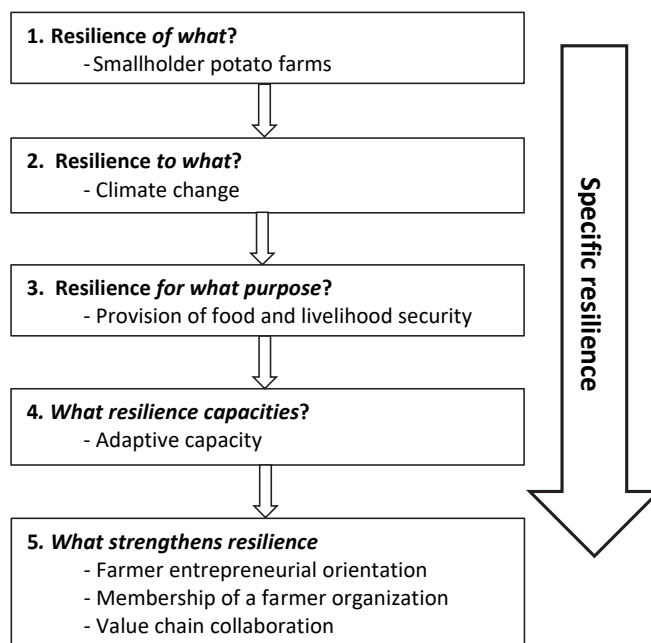 1. Resilience of what?
-Smallholder potato farms
2. Resilience to what?
- Climate change
3. Resilience for what purpose?
- Provision of food and livelihood security
4. What resilience capacities?
- Adaptive capacity
5. What strengthens resilience
- Farmer entrepreneurial orientation
- Membership of a farmer organization
- Value chain collaboration
Specific resilience